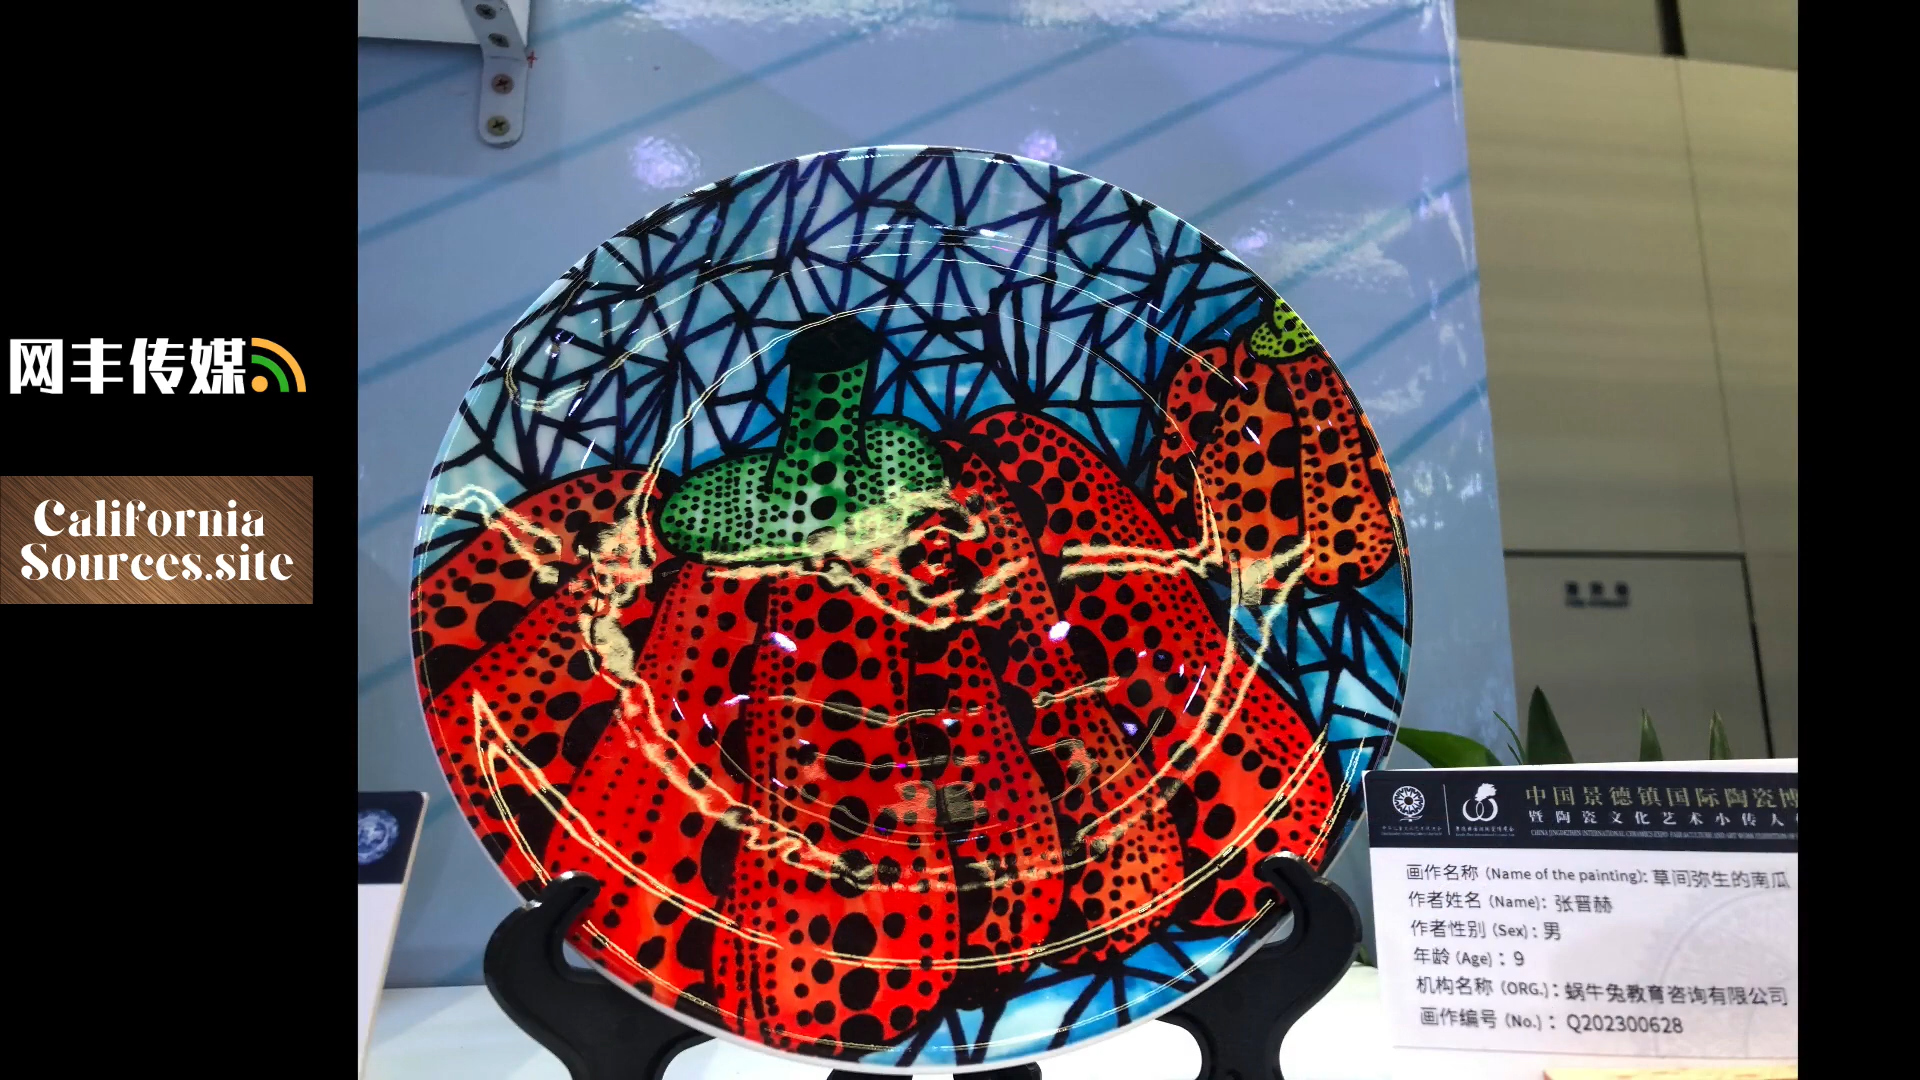 网丰传媒
California
Sources.site
中国景德镇国际陶瓷博
暨陶瓷文化艺术小传人
画作名称 (Name of the painting): 草间弥生的南瓜
作者姓名 (Name): 张晋赫
作者性别 (Sex) : 男
年龄 (Age) : 9
机构名称 (ORG.) : 蜗牛兔教育咨询有限公司
画作编号 (No.) : Q202300628